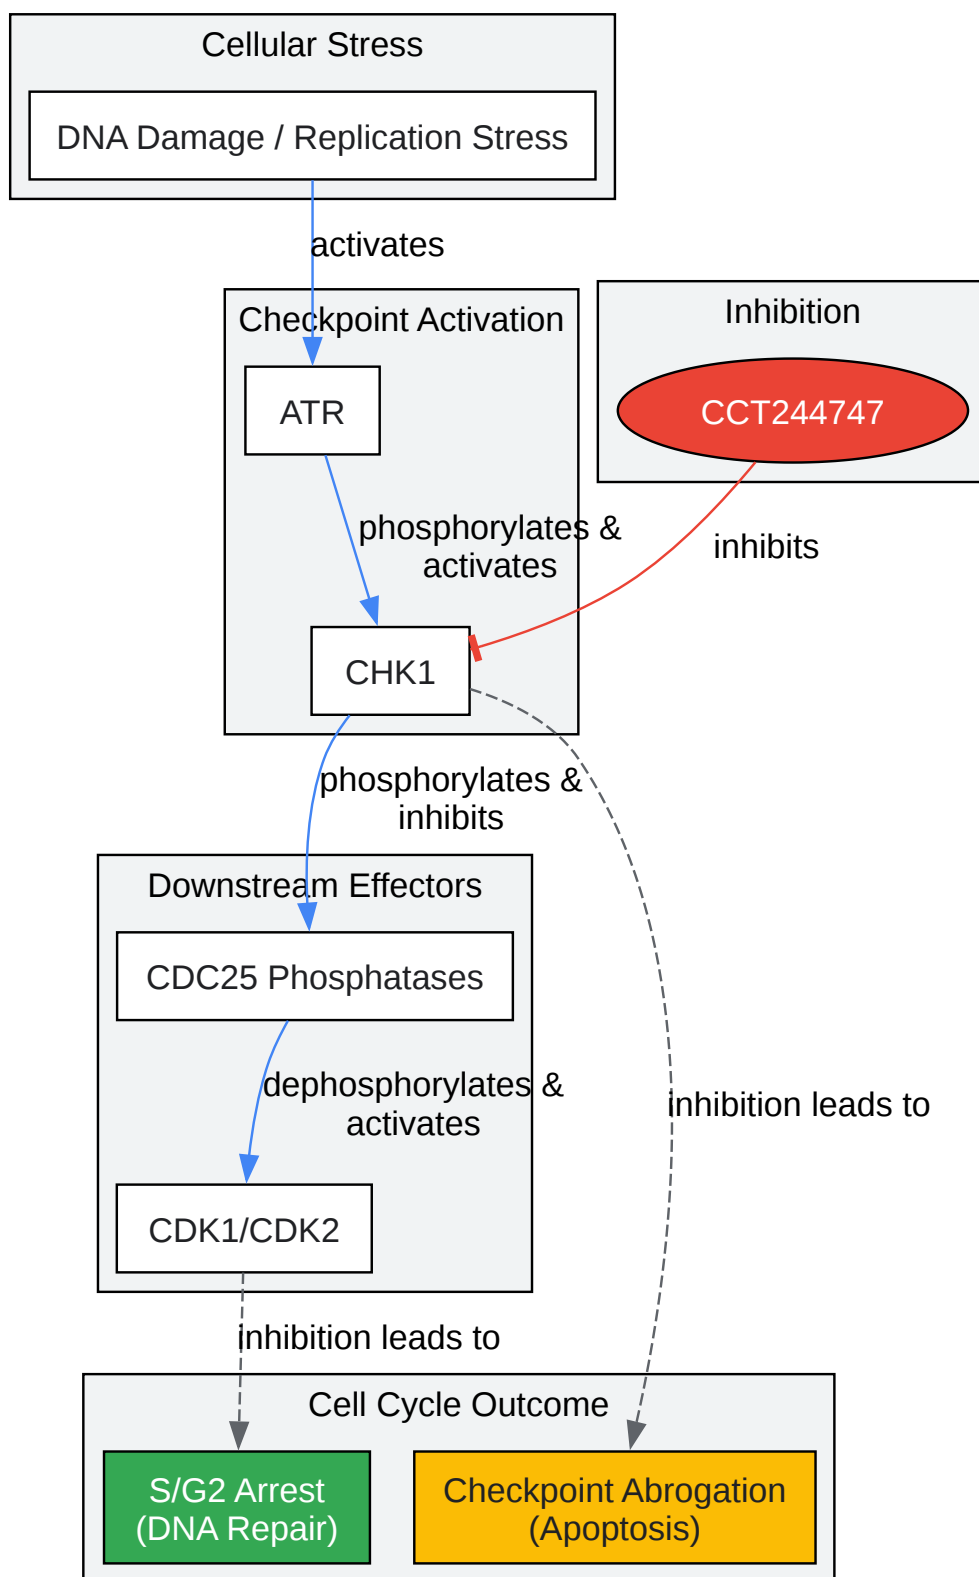 Cellular Stress
DNA Damage / Replication Stress
activates
Checkpoint Activation
Inhibition
ATR
CCT244747
phosphorylates &
activates
inhibits
CHK1
phosphorylates &
inhibits
Downstream Effectors
CDC25 Phosphatases
dephosphorylates &
activates
inhibition leads to
CDK1/CDK2
inhibition leads to
Cell Cycle Outcome
S/G2 Arrest
(DNA Repair)
Checkpoint Abrogation
(Apoptosis)